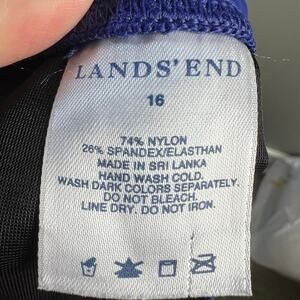 LANDS' END
16
74% NYLON
26% SPANDEX/ELASTHAN
MADE IN SRI LANKA
HAND WASH COLD.
WASH DARK COLORS SEPARATELY.
DO NOT BLEACH.
LINE DRY. DO NOT IRON.